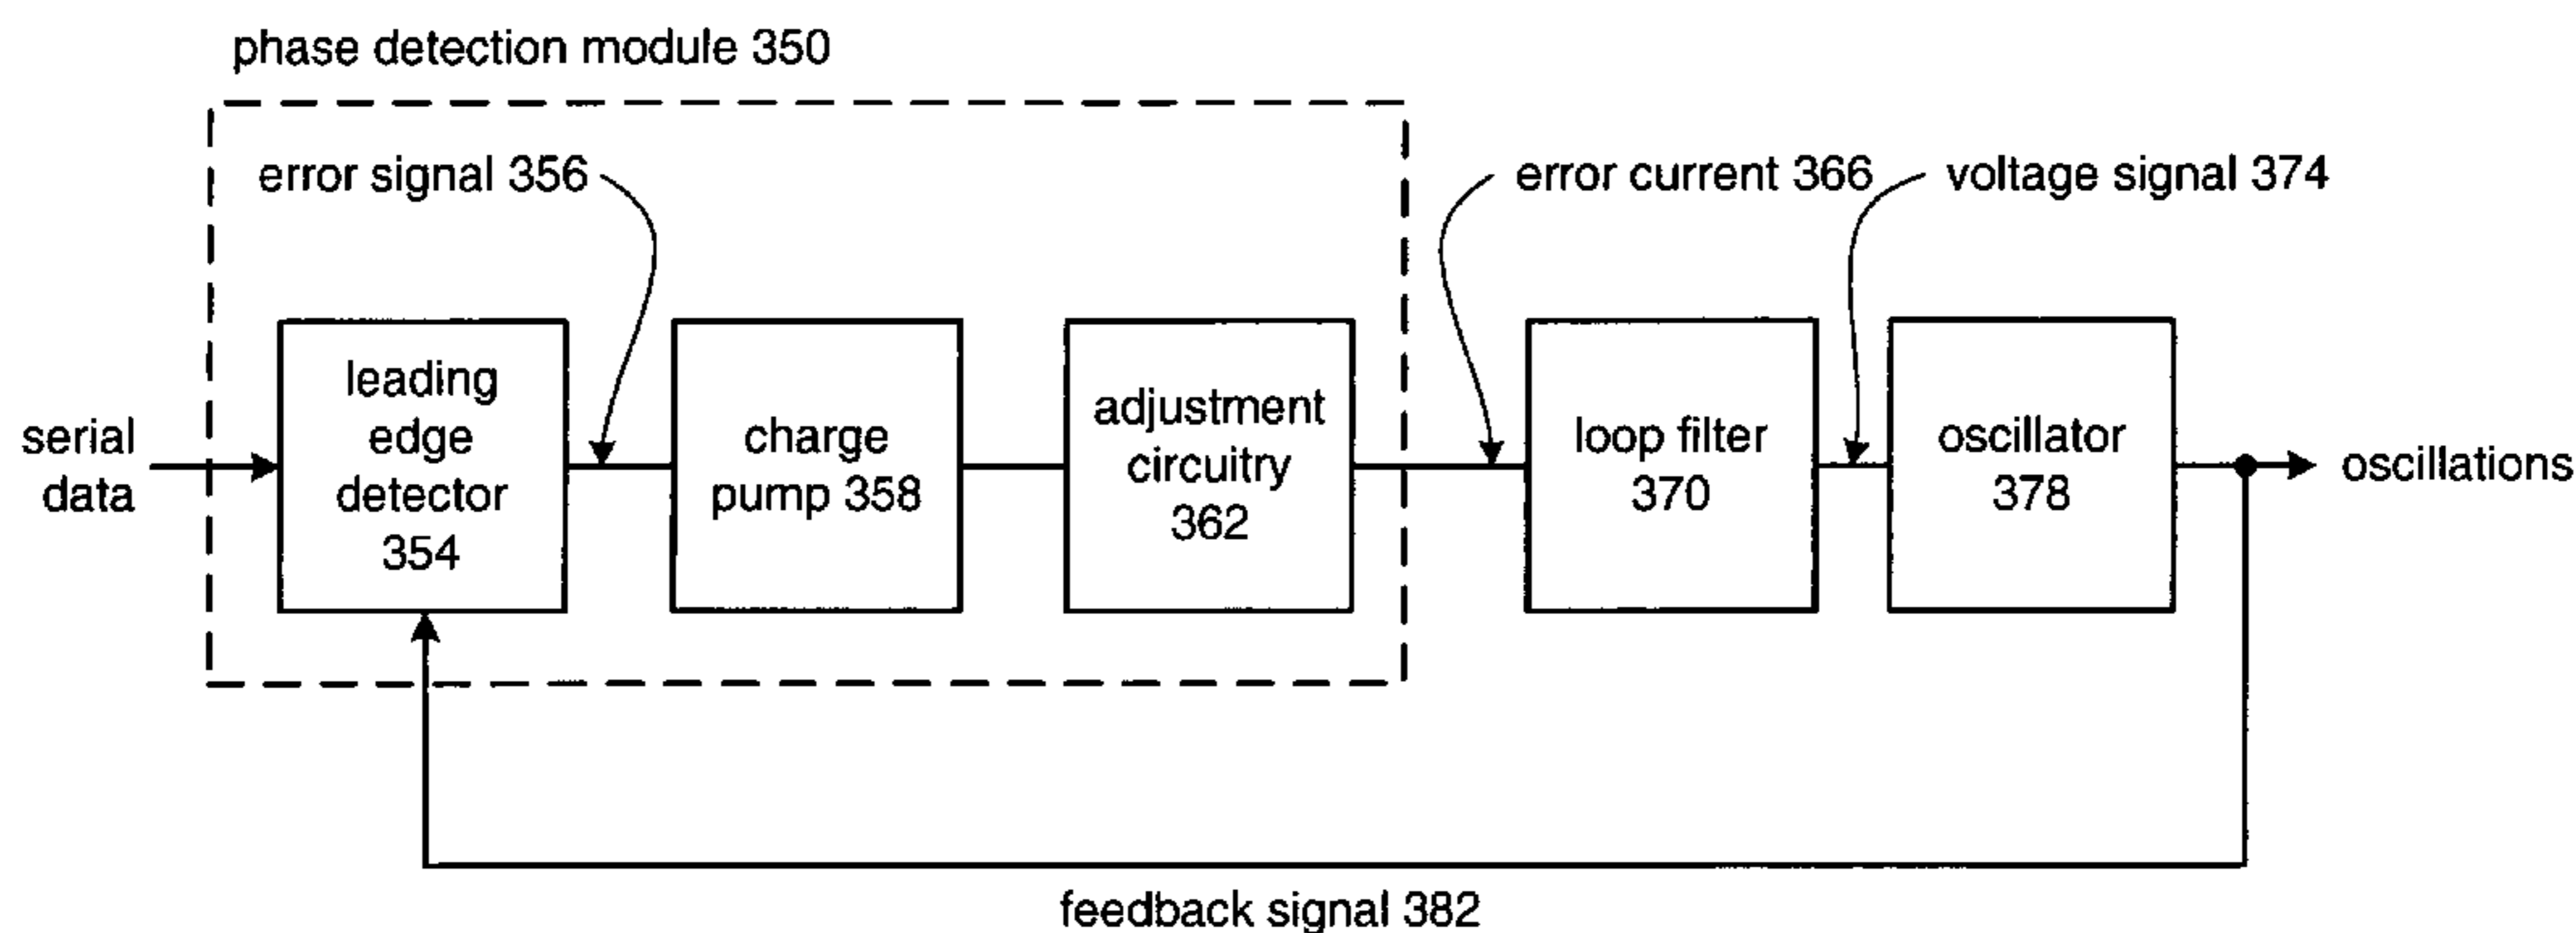 phase detection module 350
error signal 356
error current 366
voltage signal 374
serial
data
leading
edge
detector
354
charge
pump 358
adjustment
circuitry
362
loop filter
370
oscillator
378
oscillations
feedback signal 382